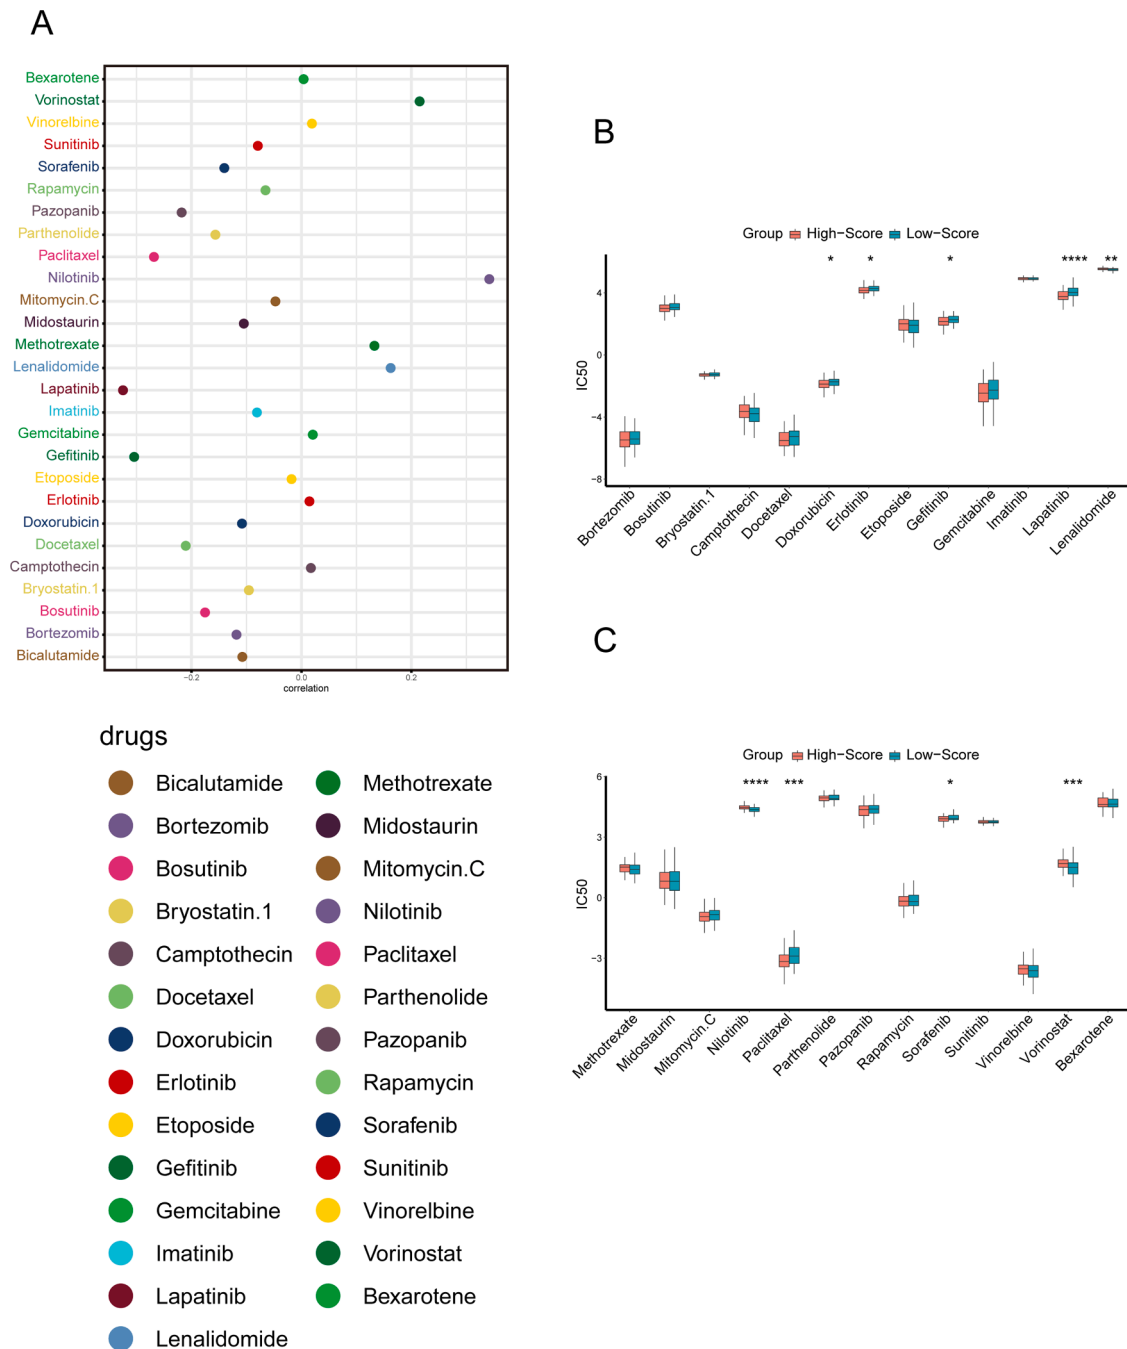 A
Bexarotene
Vorinostat
Vinorelbine
Sunitinib
Sorafenib
Rapamycin
Pazopanib
Parthenolide
Paclitaxel
Nilotinib
Mitomycin.C
Midostaurin
Methotrexate
Lenalidomide
Lapatinib
Imatinib
Gemcitabine
Gefitinib
Etoposide
Erlotinib
Doxorubicin
Docetaxel
Camptothecin
Bryostatin.1
Bosutinib
Bortezomib
Bicalutamide
−0.2 0.0 0.2
correlation
drugs
Bicalutamide Methotrexate
Bortezomib Midostaurin
Bosutinib Mitomycin.C
Bryostatin.1 Nilotinib
Camptothecin Paclitaxel
Docetaxel Parthenolide
Doxorubicin Pazopanib
Erlotinib Rapamycin
Etoposide Sorafenib
Gefitinib Sunitinib
Gemcitabine Vinorelbine
Imatinib Vorinostat
Lapatinib Bexarotene
Lenalidomide
B
Group High−Score Low−Score
* * * **** **
4
0
−4
−8
IC50
Bortezomib
Bosutinib
Bryostatin.1
Camptothecin
Docetaxel
Doxorubicin
Erlotinib
Etoposide
Gefitinib
Gemcitabine
Imatinib
Lapatinib
Lenalidomide
C
Group High−Score Low−Score
**** *** * ***
6
3
0
−3
IC50
Methotrexate
Midostaurin
Mitomycin.C
Nilotinib
Paclitaxel
Parthenolide
Pazopanib
Rapamycin
Sorafenib
Sunitinib
Vinorelbine
Vorinostat
Bexarotene